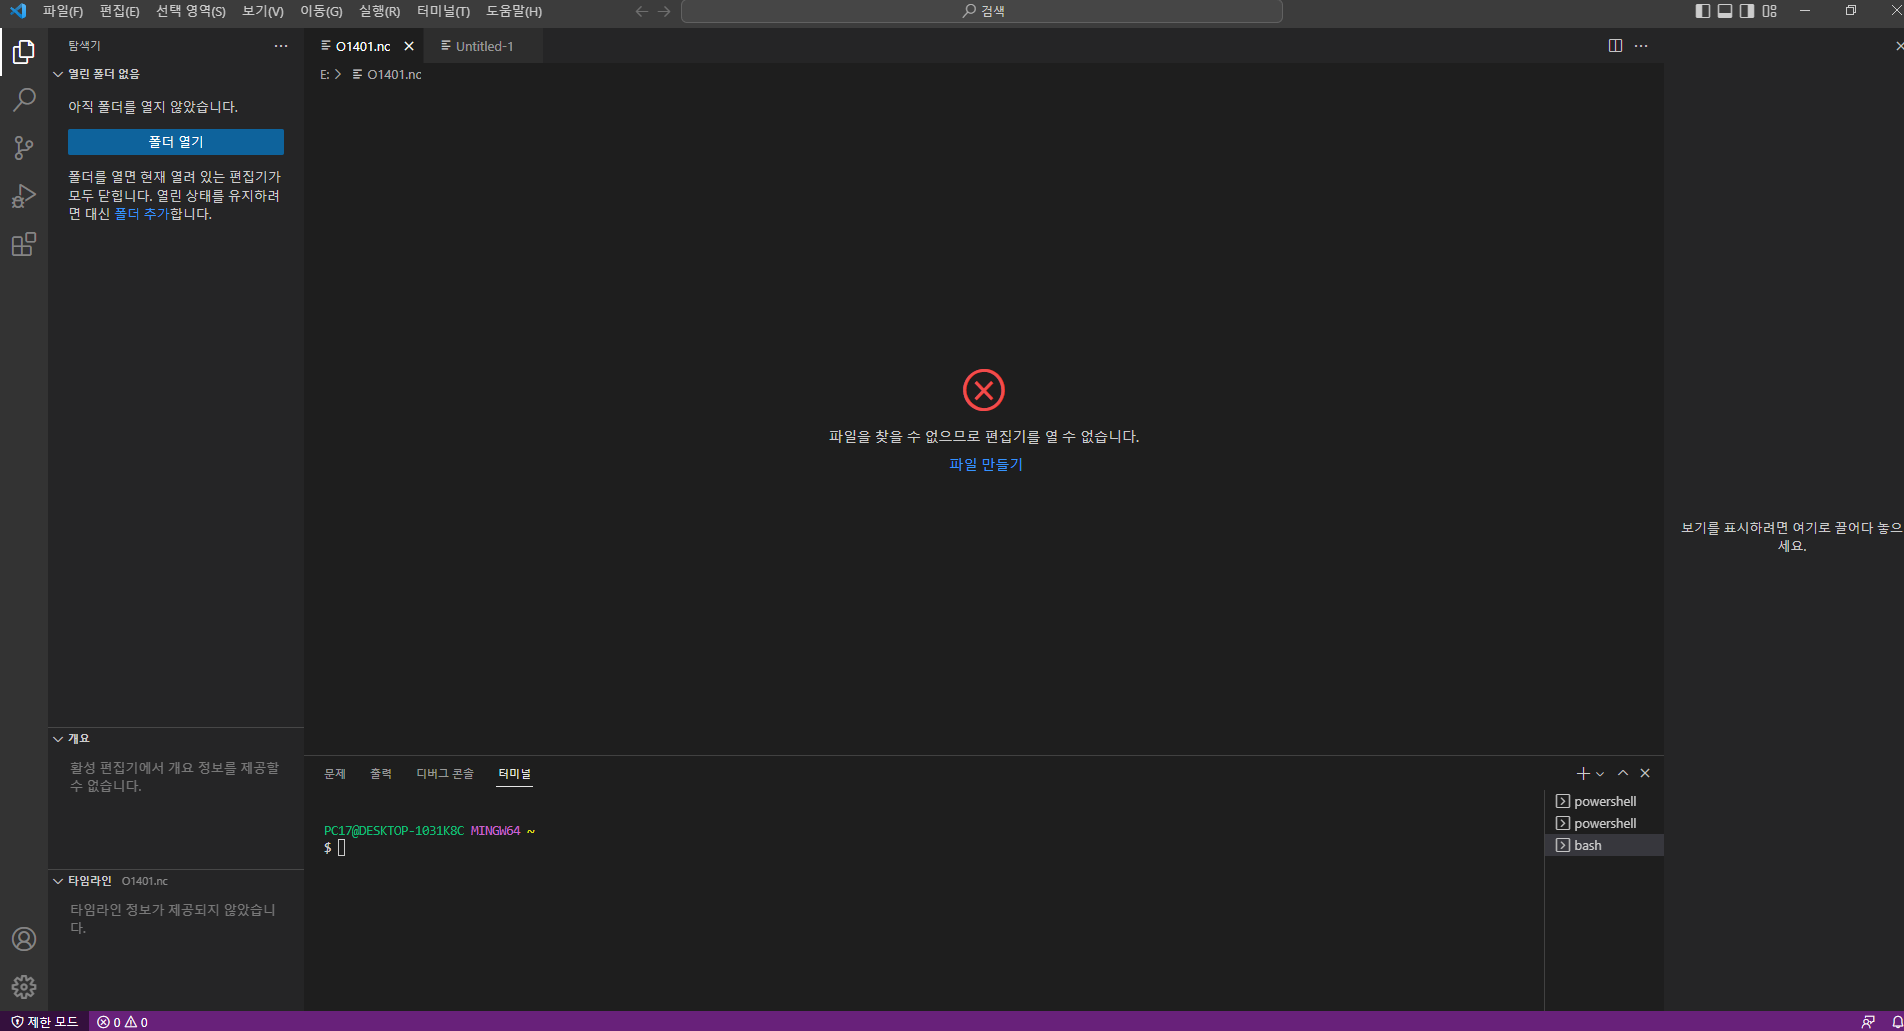 파일(F) 편집(E) 선택 영역(S) 보기(V) 이동(G) 실행(R) 터미널(T) 도움말(H)
검색
탐색기
열린 폴더 없음
아직 폴더를 열지 않았습니다.
폴더 열기
폴더를 열면 현재 열려 있는 편집기가
모두 닫힙니다. 열린 상태를 유지하려
면 대신 폴더 추가합니다.
개요
활성 편집기에서 개요 정보를 제공할
수 없습니다.
타임라인 O1401.nc
타임라인 정보가 제공되지 않았습니
다.
O1401.nc Untitled-1
E: > O1401.nc
파일을 찾을 수 없으므로 편집기를 열 수 없습니다.
파일 만들기
문제 출력 디버그 콘솔 터미널
PC17@DESKTOP-1031K8C MINGW64 ~
$
powershell
powershell
bash
보기를 표시하려면 여기로 끌어다 놓으
세요.
제한 모드 0 0